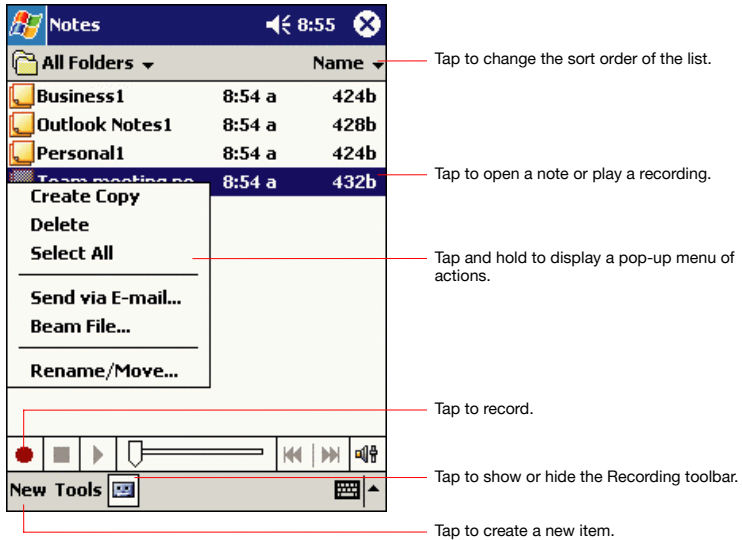 Notes 8:55
All Folders Name
Tap to change the sort order of the list.
Business1 8:54 a 424b
Outlook Notes1 8:54 a 428b
Personal1 8:54 a 424b
Team meeting no 8:54 a 432b
Tap to open a note or play a recording.
Create Copy
Delete
Select All
Send via E-mail...
Beam File...
Rename/Move...
Tap and hold to display a pop-up menu of
actions.
Tap to record.
Tap to show or hide the Recording toolbar.
New Tools
Tap to create a new item.